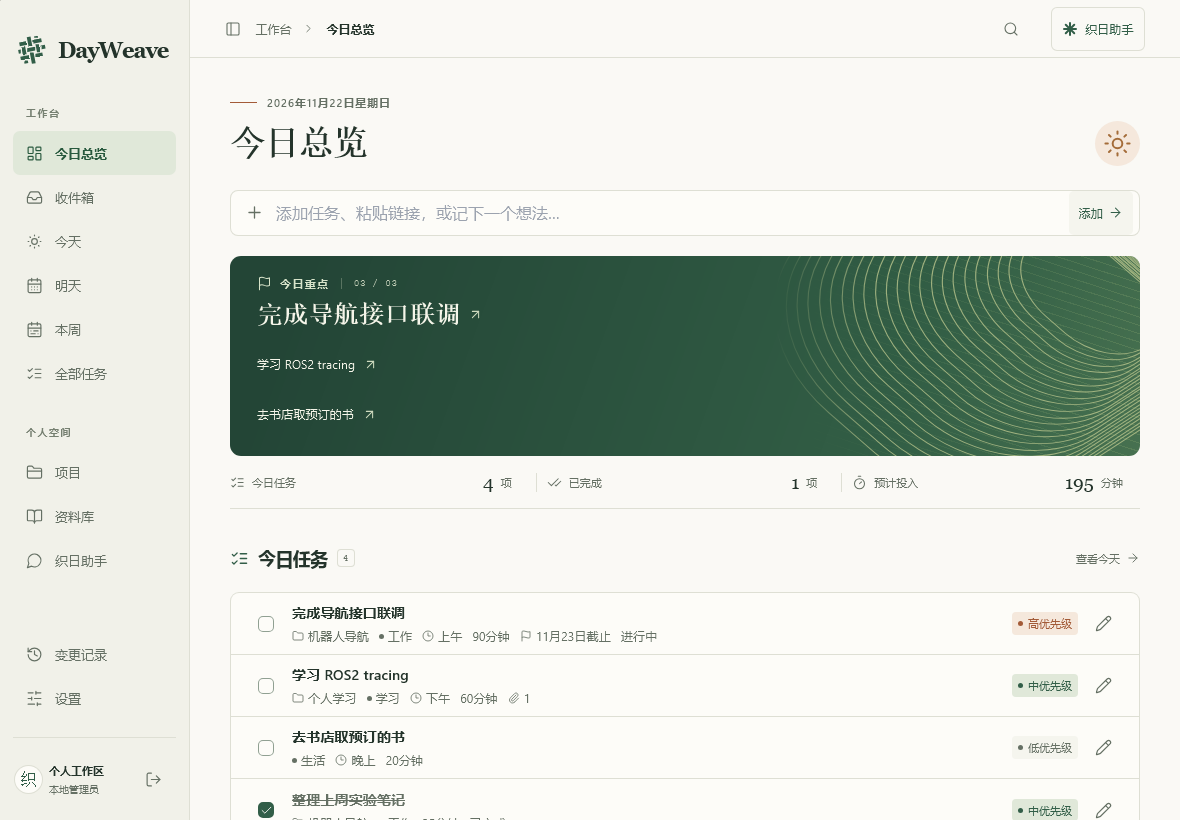 DayWeave
工作台
今日总览
收件箱
今天
明天
本周
全部任务
个人空间
项目
资料库
织日助手
变更记录
设置
织
个人工作区
本地管理员
工作台
今日总览
织日助手
2026年11月22日星期日
今日总览
添加任务、粘贴链接，或记下一个想法...
添加
今日重点 03 / 03
完成导航接口联调
学习 ROS2 tracing
去书店取预订的书
今日任务 4 项
已完成 1 项
预计投入 195 分钟
今日任务 4
查看今天
完成导航接口联调
机器人导航 • 工作 上午 90分钟 11月23日截止 进行中
• 高优先级
学习 ROS2 tracing
个人学习 • 学习 下午 60分钟 1
• 中优先级
去书店取预订的书
• 生活 晚上 20分钟
• 低优先级
整理上周实验笔记
• 中优先级